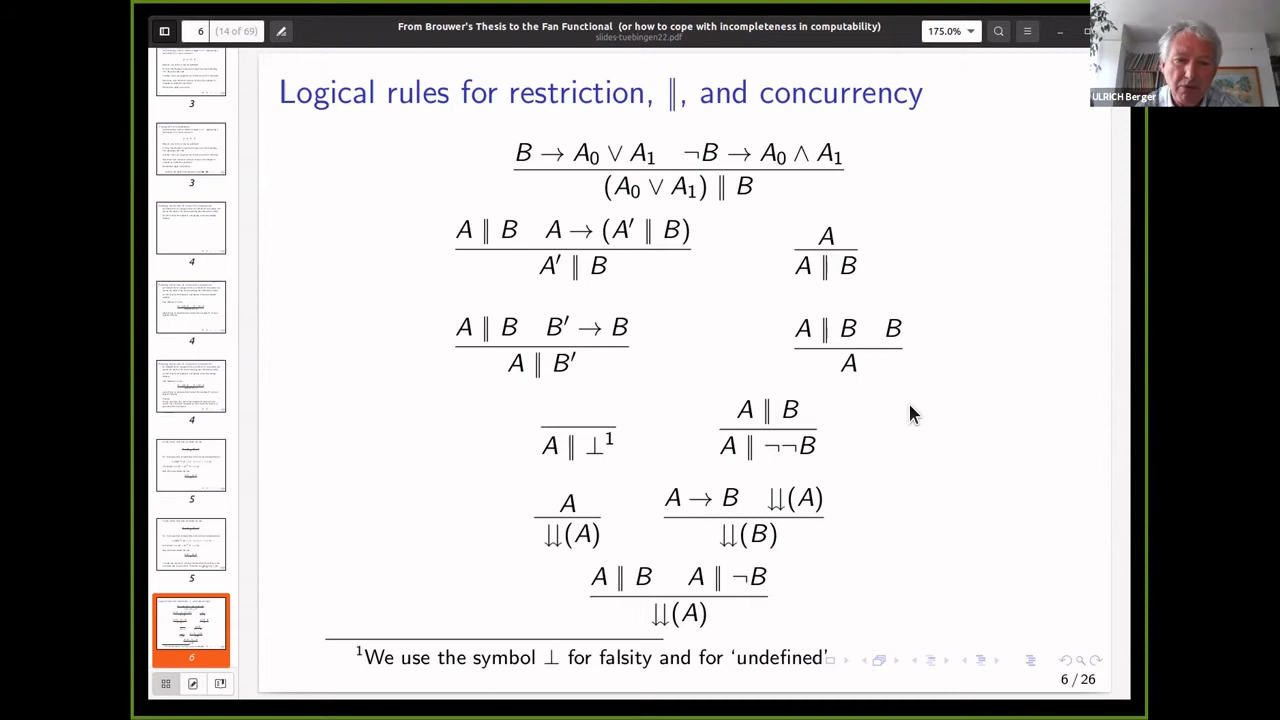 From Brouwer's Thesis to the Fan Functional (or how to cope with incompleteness in computability)
slides-tuebingen22.pdf
6 (14 of 69)
175.0%
ULRICH Berger
3
3
4
4
4
5
5
6
Logical rules for restriction, ∥, and concurrency
B → A₀ ∨ A₁ ¬B → A₀ ∧ A₁
(A₀ ∨ A₁) ∥ B
A ∥ B A → (A′ ∥ B)
A′ ∥ B
A
A ∥ B
A ∥ B B′ → B
A ∥ B′
A ∥ B B
A
A ∥ ⊥¹
A ∥ B
A ∥ ¬¬B
A
⇊(A)
A → B ⇊(A)
⇊(B)
A ∥ B A ∥ ¬B
⇊(A)
¹We use the symbol ⊥ for falsity and for ‘undefined’
6 / 26